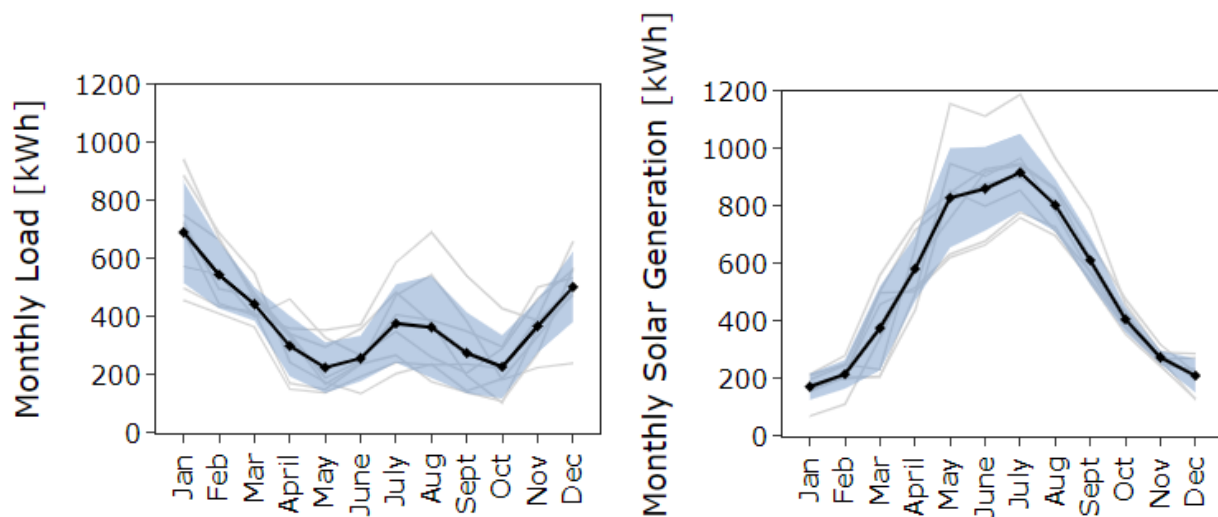 Monthly Load [kWh]
1200
1000
800
600
400
200
0
Jan
Feb
Mar
April
May
June
July
Aug
Sept
Oct
Nov
Dec
Monthly Solar Generation [kWh]
1200
1000
800
600
400
200
0
Jan
Feb
Mar
April
May
June
July
Aug
Sept
Oct
Nov
Dec